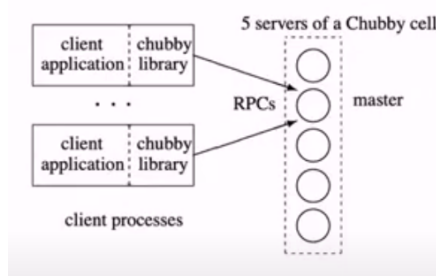 5 servers of a Chubby cell
client chubby
application library
. . .
RPCs
master
client chubby
application library
client processes